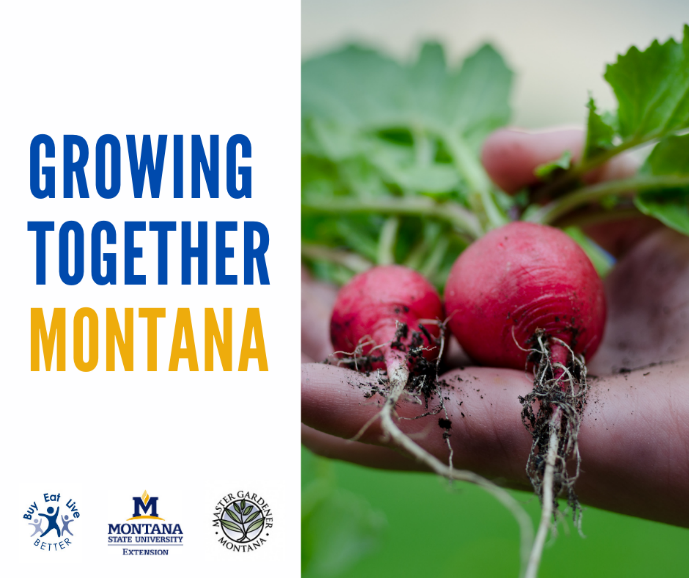 GROWING
TOGETHER
MONTANA
Buy Eat Live
BETTER
M
MONTANA
STATE UNIVERSITY
EXTENSION
MASTER GARDENER
• MONTANA •